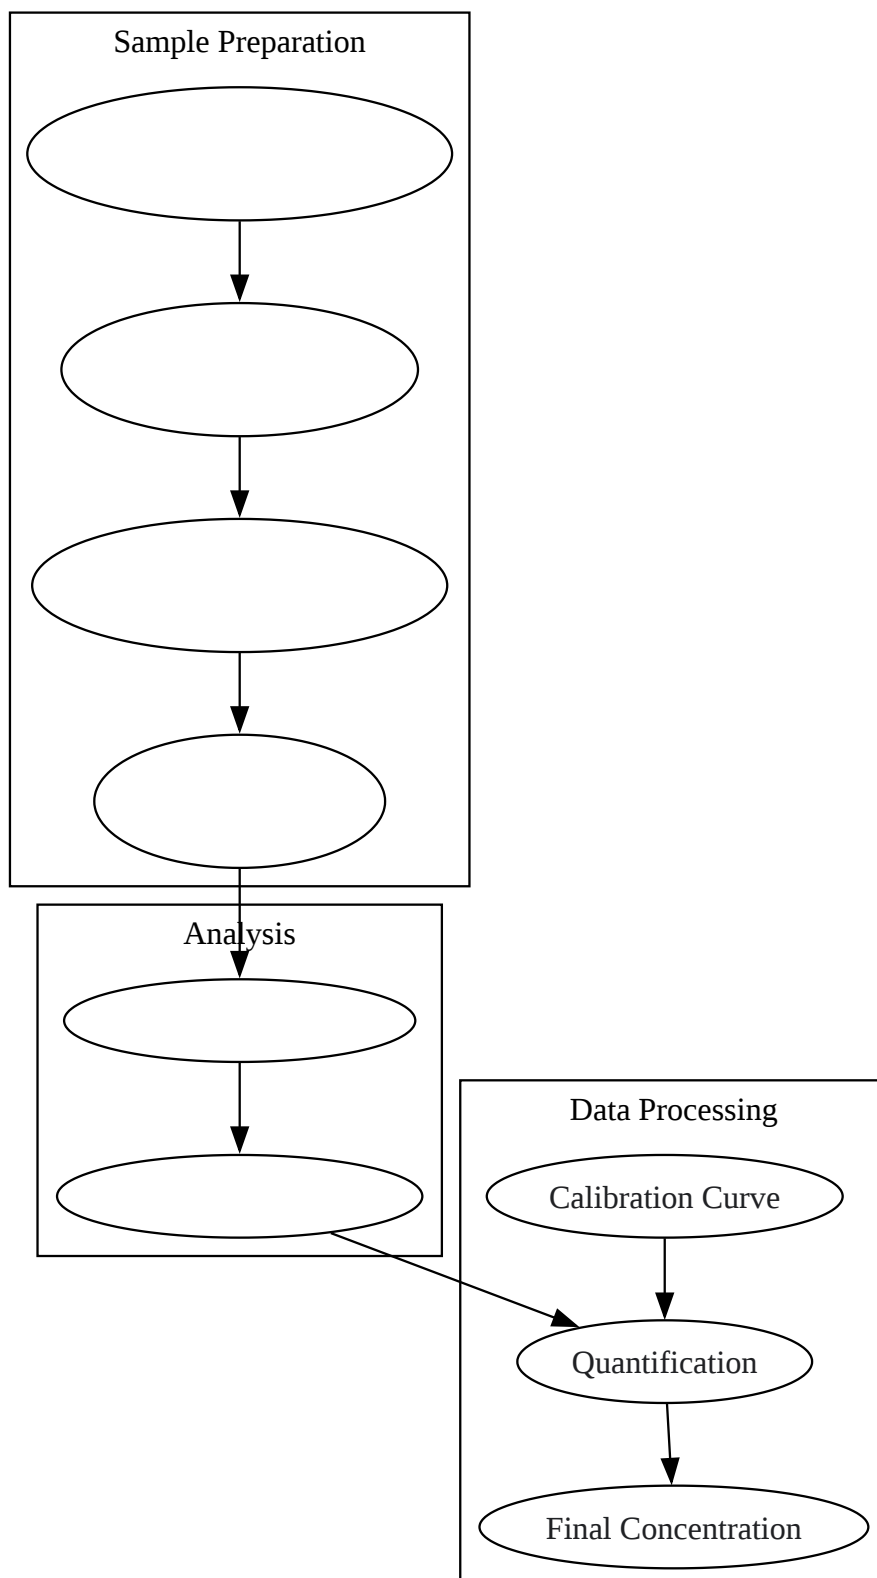 Sample Preparation
Analysis
Data Processing
Calibration Curve
Quantification
Final Concentration